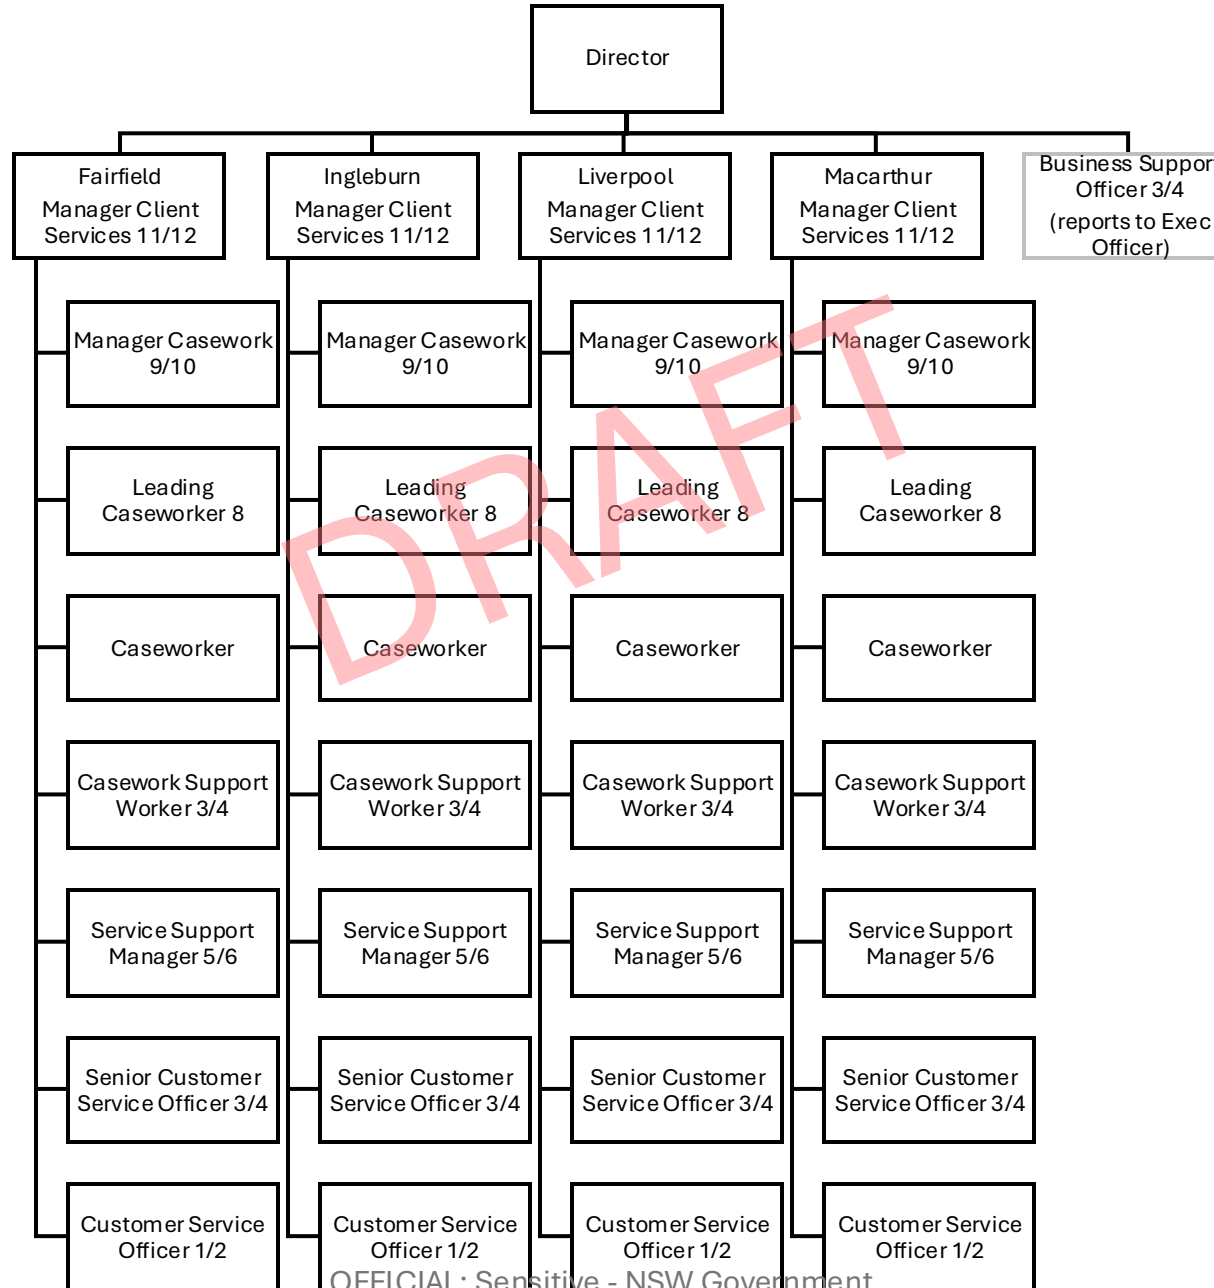 Director
Fairfield
Manager Client
Services 11/12
Ingleburn
Manager Client
Services 11/12
Liverpool
Manager Client
Services 11/12
Macarthur
Manager Client
Services 11/12
Business Support
Officer 3/4
(reports to Exec
Officer)
Manager Casework
9/10
Manager Casework
9/10
Manager Casework
9/10
Manager Casework
9/10
Leading
Caseworker 8
Leading
Caseworker 8
Leading
Caseworker 8
Leading
Caseworker 8
Caseworker
Caseworker
Caseworker
Caseworker
Casework Support
Worker 3/4
Casework Support
Worker 3/4
Casework Support
Worker 3/4
Casework Support
Worker 3/4
Service Support
Manager 5/6
Service Support
Manager 5/6
Service Support
Manager 5/6
Service Support
Manager 5/6
Senior Customer
Service Officer 3/4
Senior Customer
Service Officer 3/4
Senior Customer
Service Officer 3/4
Senior Customer
Service Officer 3/4
Customer Service
Officer 1/2
Customer Service
Officer 1/2
Customer Service
Officer 1/2
Customer Service
Officer 1/2
DRAFT
OFFICIAL: Sensitive - NSW Government